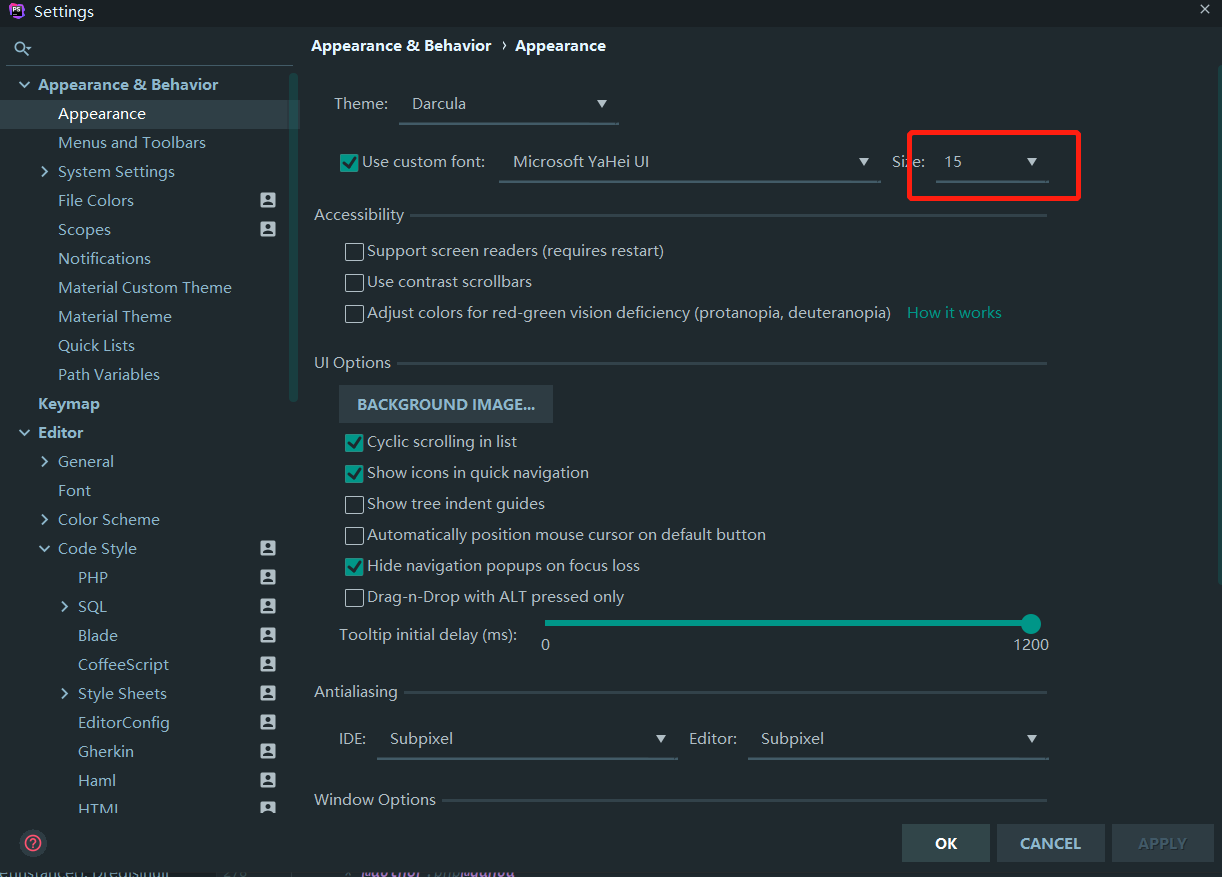 Settings
Appearance & Behavior › Appearance
Appearance & Behavior
Appearance
Menus and Toolbars
System Settings
File Colors
Scopes
Notifications
Material Custom Theme
Material Theme
Quick Lists
Path Variables
Keymap
Editor
General
Font
Color Scheme
Code Style
PHP
SQL
Blade
CoffeeScript
Style Sheets
EditorConfig
Gherkin
Haml
HTML
Theme: Darcula
Use custom font: Microsoft YaHei UI Size: 15
Accessibility
Support screen readers (requires restart)
Use contrast scrollbars
Adjust colors for red-green vision deficiency (protanopia, deuteranopia) How it works
UI Options
BACKGROUND IMAGE...
Cyclic scrolling in list
Show icons in quick navigation
Show tree indent guides
Automatically position mouse cursor on default button
Hide navigation popups on focus loss
Drag-n-Drop with ALT pressed only
Tooltip initial delay (ms):
0 1200
Antialiasing
IDE: Subpixel Editor: Subpixel
Window Options
OK CANCEL APPLY